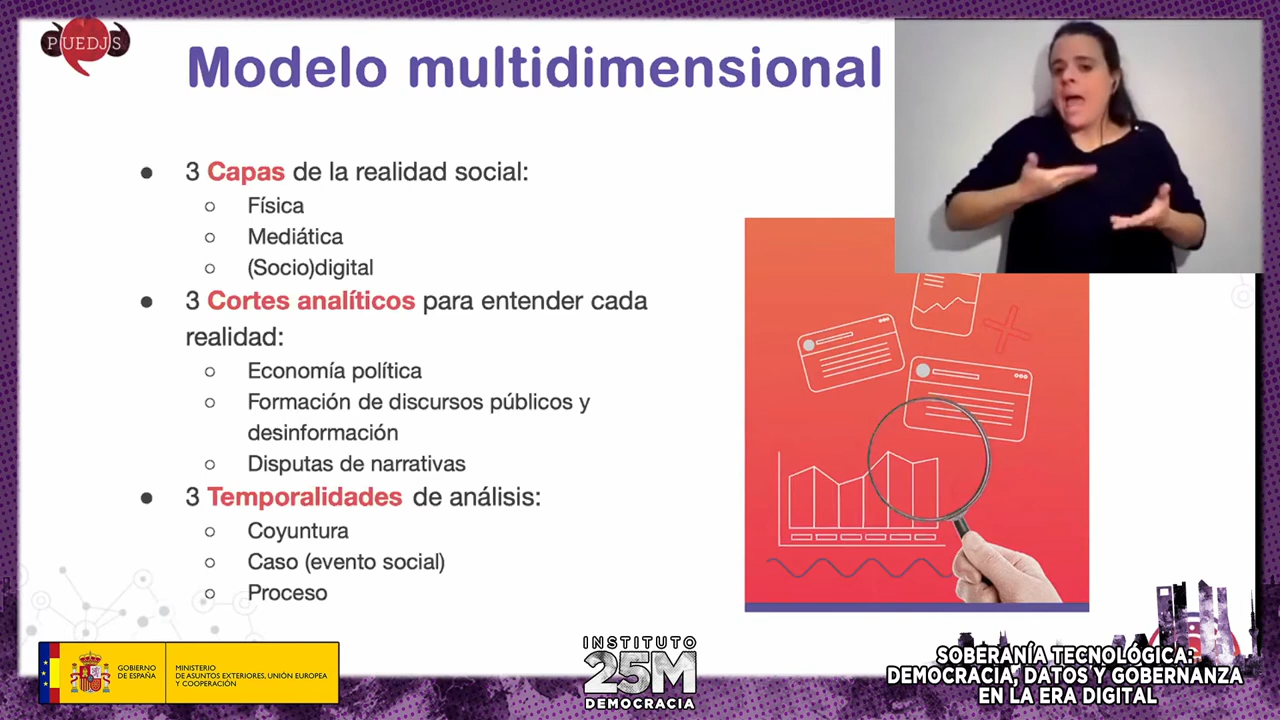 PUEDJS
Modelo multidimensional
● 3 Capas de la realidad social:
○ Física
○ Mediática
○ (Socio)digital
● 3 Cortes analíticos para entender cada
realidad:
○ Economía política
○ Formación de discursos públicos y
desinformación
○ Disputas de narrativas
● 3 Temporalidades de análisis:
○ Coyuntura
○ Caso (evento social)
○ Proceso
GOBIERNO
DE ESPAÑA
MINISTERIO
DE ASUNTOS EXTERIORES, UNIÓN EUROPEA
Y COOPERACIÓN
INSTITUTO
25M
DEMOCRACIA
SOBERANÍA TECNOLÓGICA:
DEMOCRACIA, DATOS Y GOBERNANZA
EN LA ERA DIGITAL